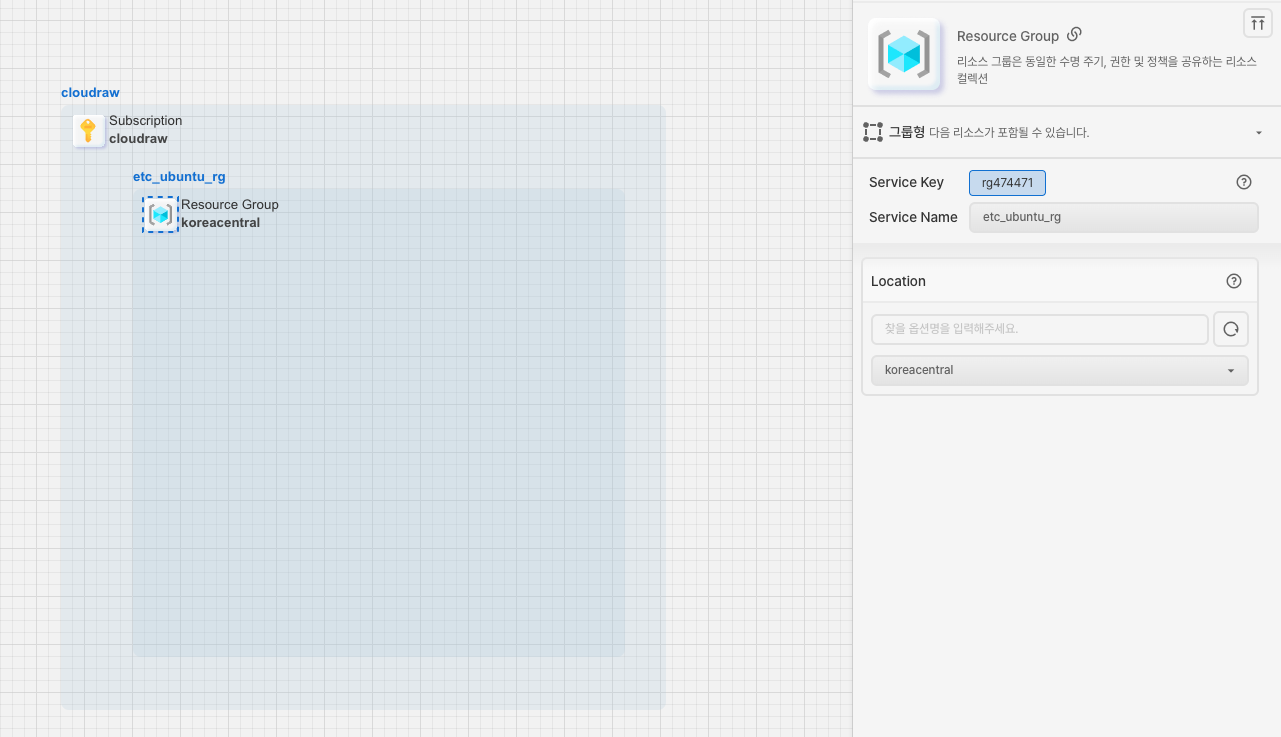 cloudraw
Subscription
cloudraw
etc_ubuntu_rg
Resource Group
koreacentral
Resource Group
리소스 그룹은 동일한 수명 주기, 권한 및 정책을 공유하는 리소스
컬렉션
그룹형 다음 리소스가 포함될 수 있습니다.
Service Key rg474471
Service Name etc_ubuntu_rg
Location
찾을 옵션명을 입력해주세요.
koreacentral